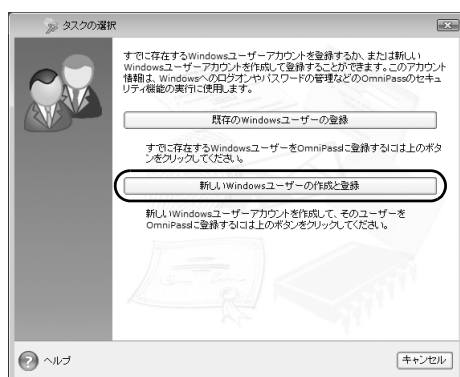 タスクの選択
すでに存在するWindowsユーザーアカウントを登録するか、または新しい
Windowsユーザーアカウントを作成して登録することができます。このアカウント
情報は、Windowsへのログオンやパスワードの管理などのOmniPassのセキュ
リティ機能の実行に使用します。
既存のWindowsユーザーの登録
すでに存在するWindowsユーザーをOmniPassに登録するには上のボタ
ンをクリックしてください。
新しいWindowsユーザーの作成と登録
新しいWindowsユーザーアカウントを作成して、そのユーザーを
OmniPassに登録するには上のボタンをクリックしてください。
ヘルプ
キャンセル